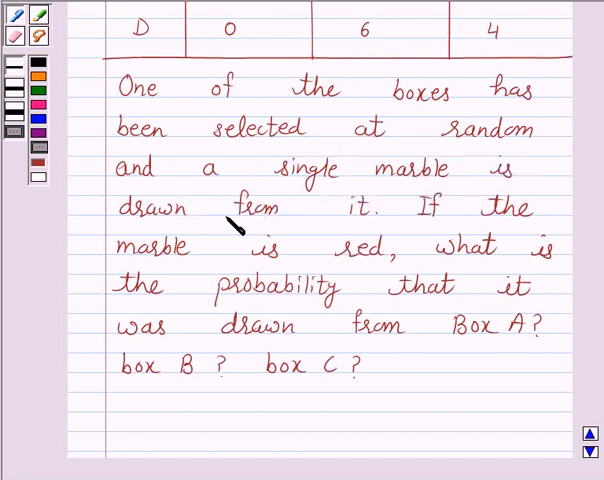 D 0 6 4
One of the boxes has
been selected at random
and a single marble is
drawn from it. If the
marble is red, what is
the probability that it
was drawn from Box A?
box B ? box C ?